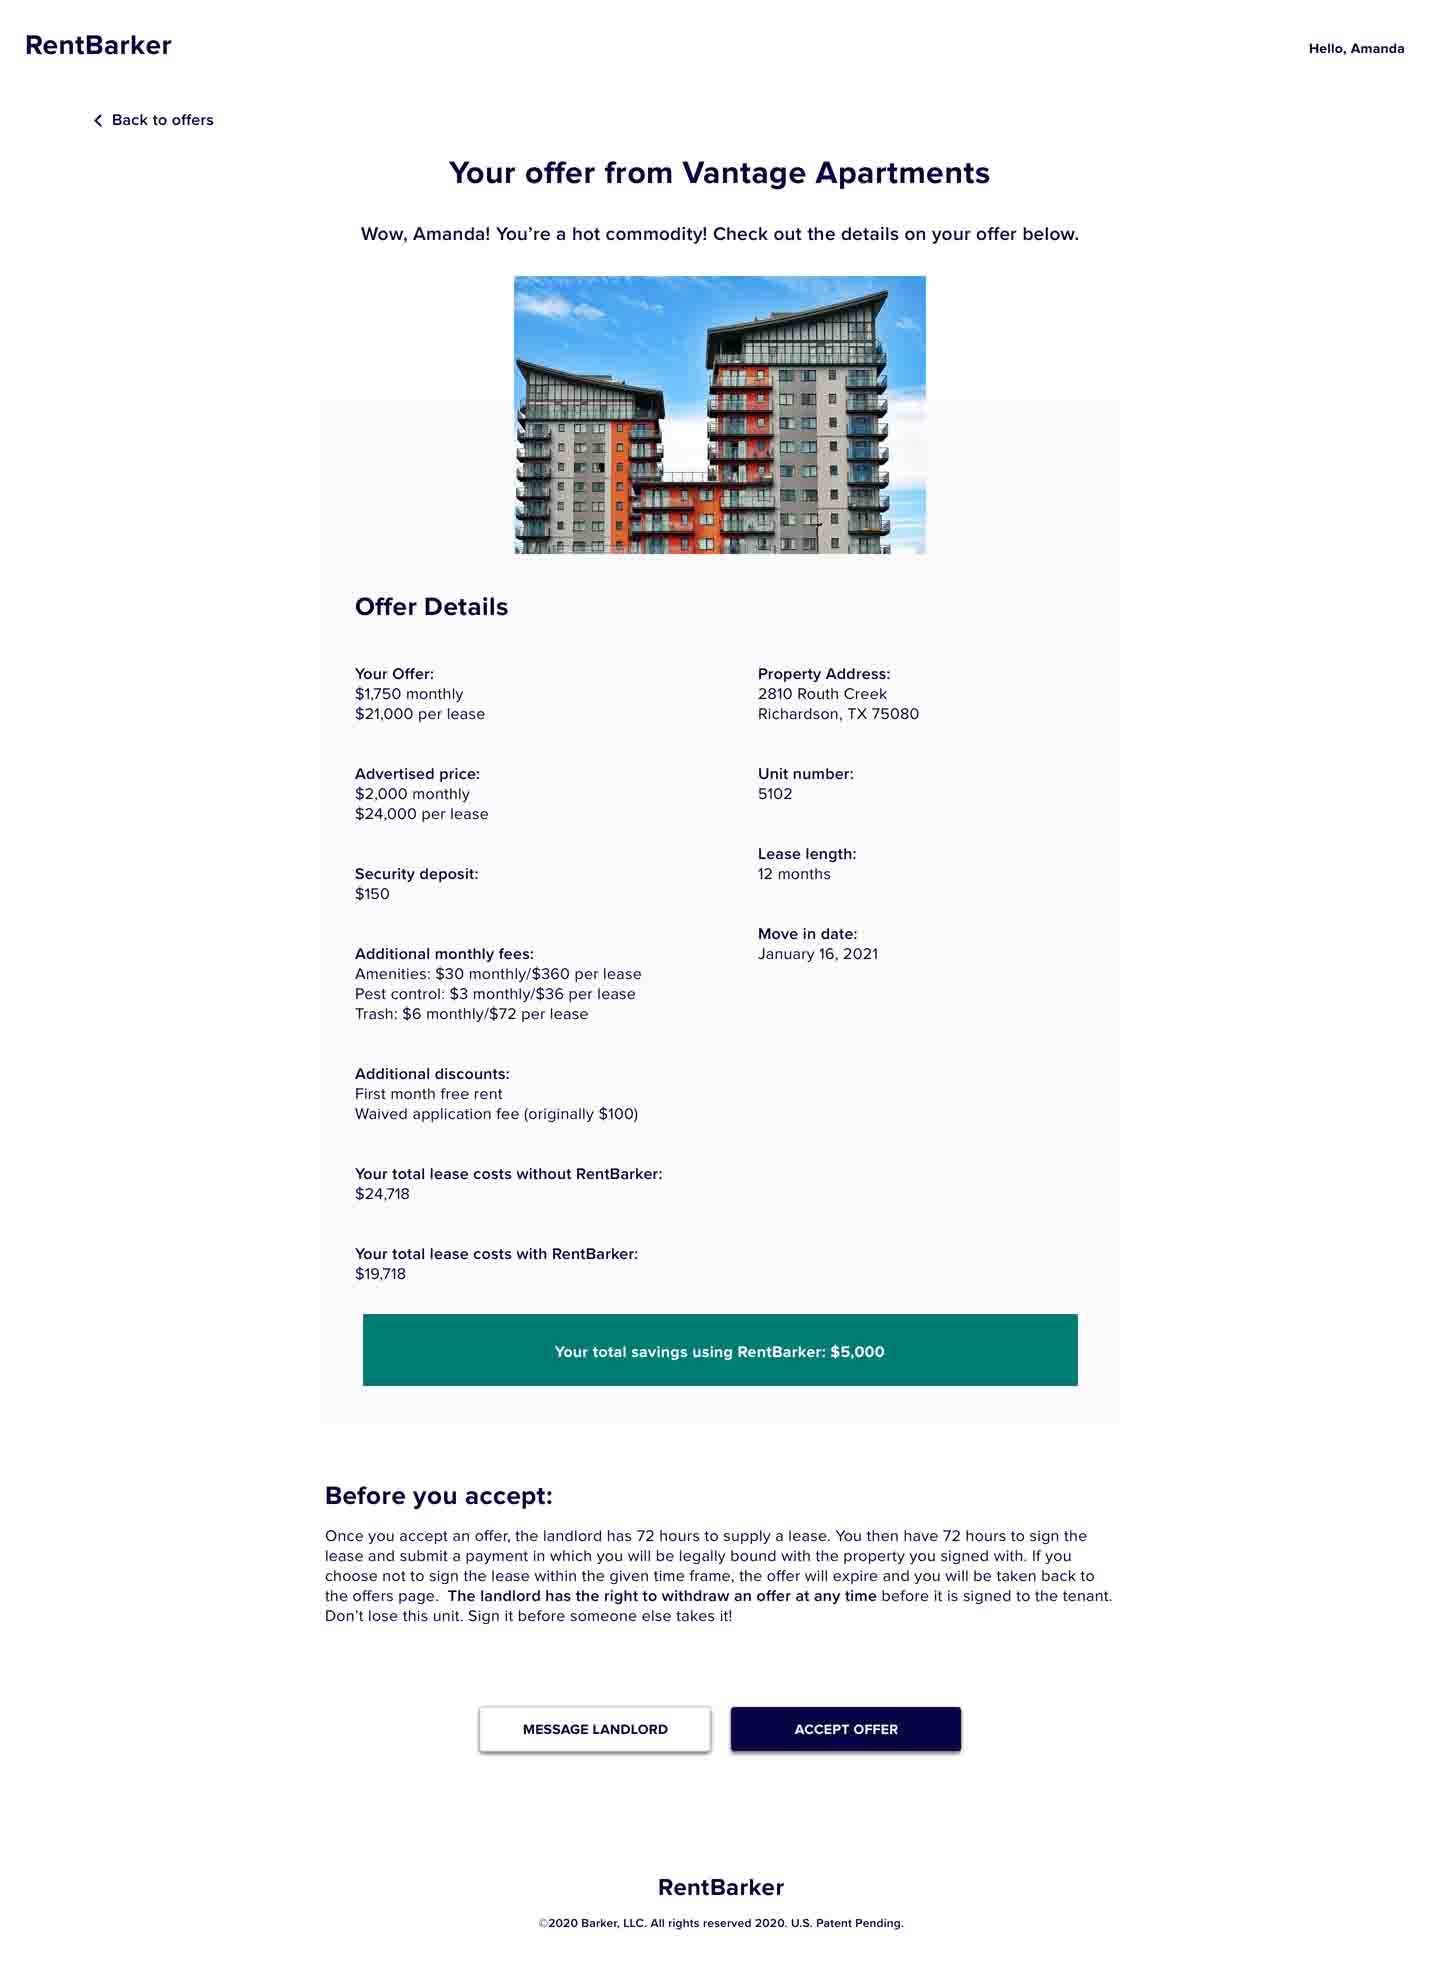 RentBarker
Hello, Amanda
Back to offers
Your offer from Vantage Apartments
Wow, Amanda! You’re a hot commodity! Check out the details on your offer below.
Offer Details
Your Offer:
$1,750 monthly
$21,000 per lease
Advertised price:
$2,000 monthly
$24,000 per lease
Security deposit:
$150
Additional monthly fees:
Amenities: $30 monthly/$360 per lease
Pest control: $3 monthly/$36 per lease
Trash: $6 monthly/$72 per lease
Additional discounts:
First month free rent
Waived application fee (originally $100)
Your total lease costs without RentBarker:
$24,718
Your total lease costs with RentBarker:
$19,718
Property Address:
2810 Routh Creek
Richardson, TX 75080
Unit number:
5102
Lease length:
12 months
Move in date:
January 16, 2021
Your total savings using RentBarker: $5,000
Before you accept:
Once you accept an offer, the landlord has 72 hours to supply a lease. You then have 72 hours to sign the
lease and submit a payment in which you will be legally bound with the property you signed with. If you
choose not to sign the lease within the given time frame, the offer will expire and you will be taken back to
the offers page. The landlord has the right to withdraw an offer at any time before it is signed to the tenant.
Don’t lose this unit. Sign it before someone else takes it!
MESSAGE LANDLORD
ACCEPT OFFER
RentBarker
©2020 Barker, LLC. All rights reserved 2020. U.S. Patent Pending.